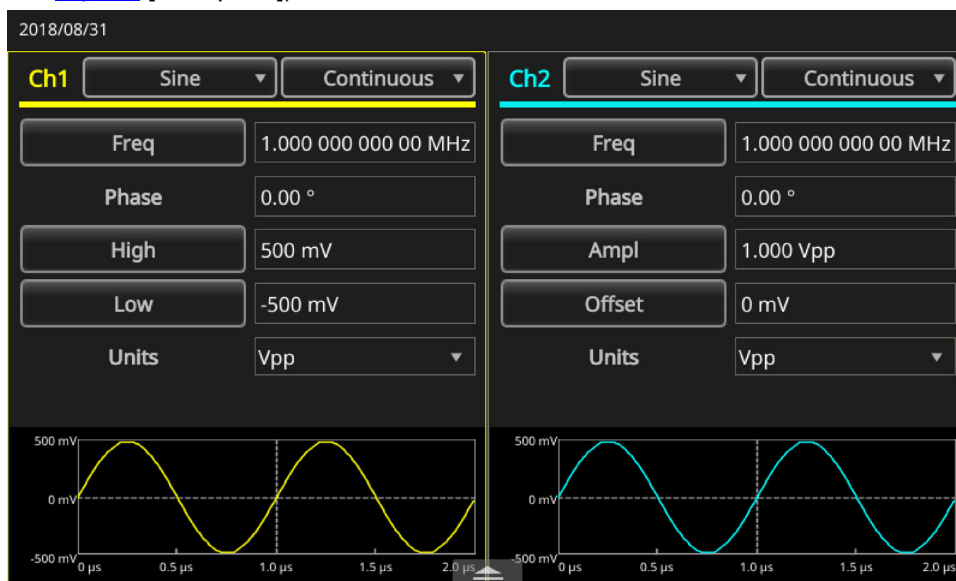 2018/08/31
Ch1 Sine Continuous
Freq 1.000 000 000 00 MHz
Phase 0.00 °
High 500 mV
Low -500 mV
Units Vpp
500 mV
0 mV
-500 mV
0 µs 0.5 µs 1.0 µs 1.5 µs 2.0 µs
Ch2 Sine Continuous
Freq 1.000 000 000 00 MHz
Phase 0.00 °
Ampl 1.000 Vpp
Offset 0 mV
Units Vpp
500 mV
0 mV
-500 mV
0 µs 0.5 µs 1.0 µs 1.5 µs 2.0 µs